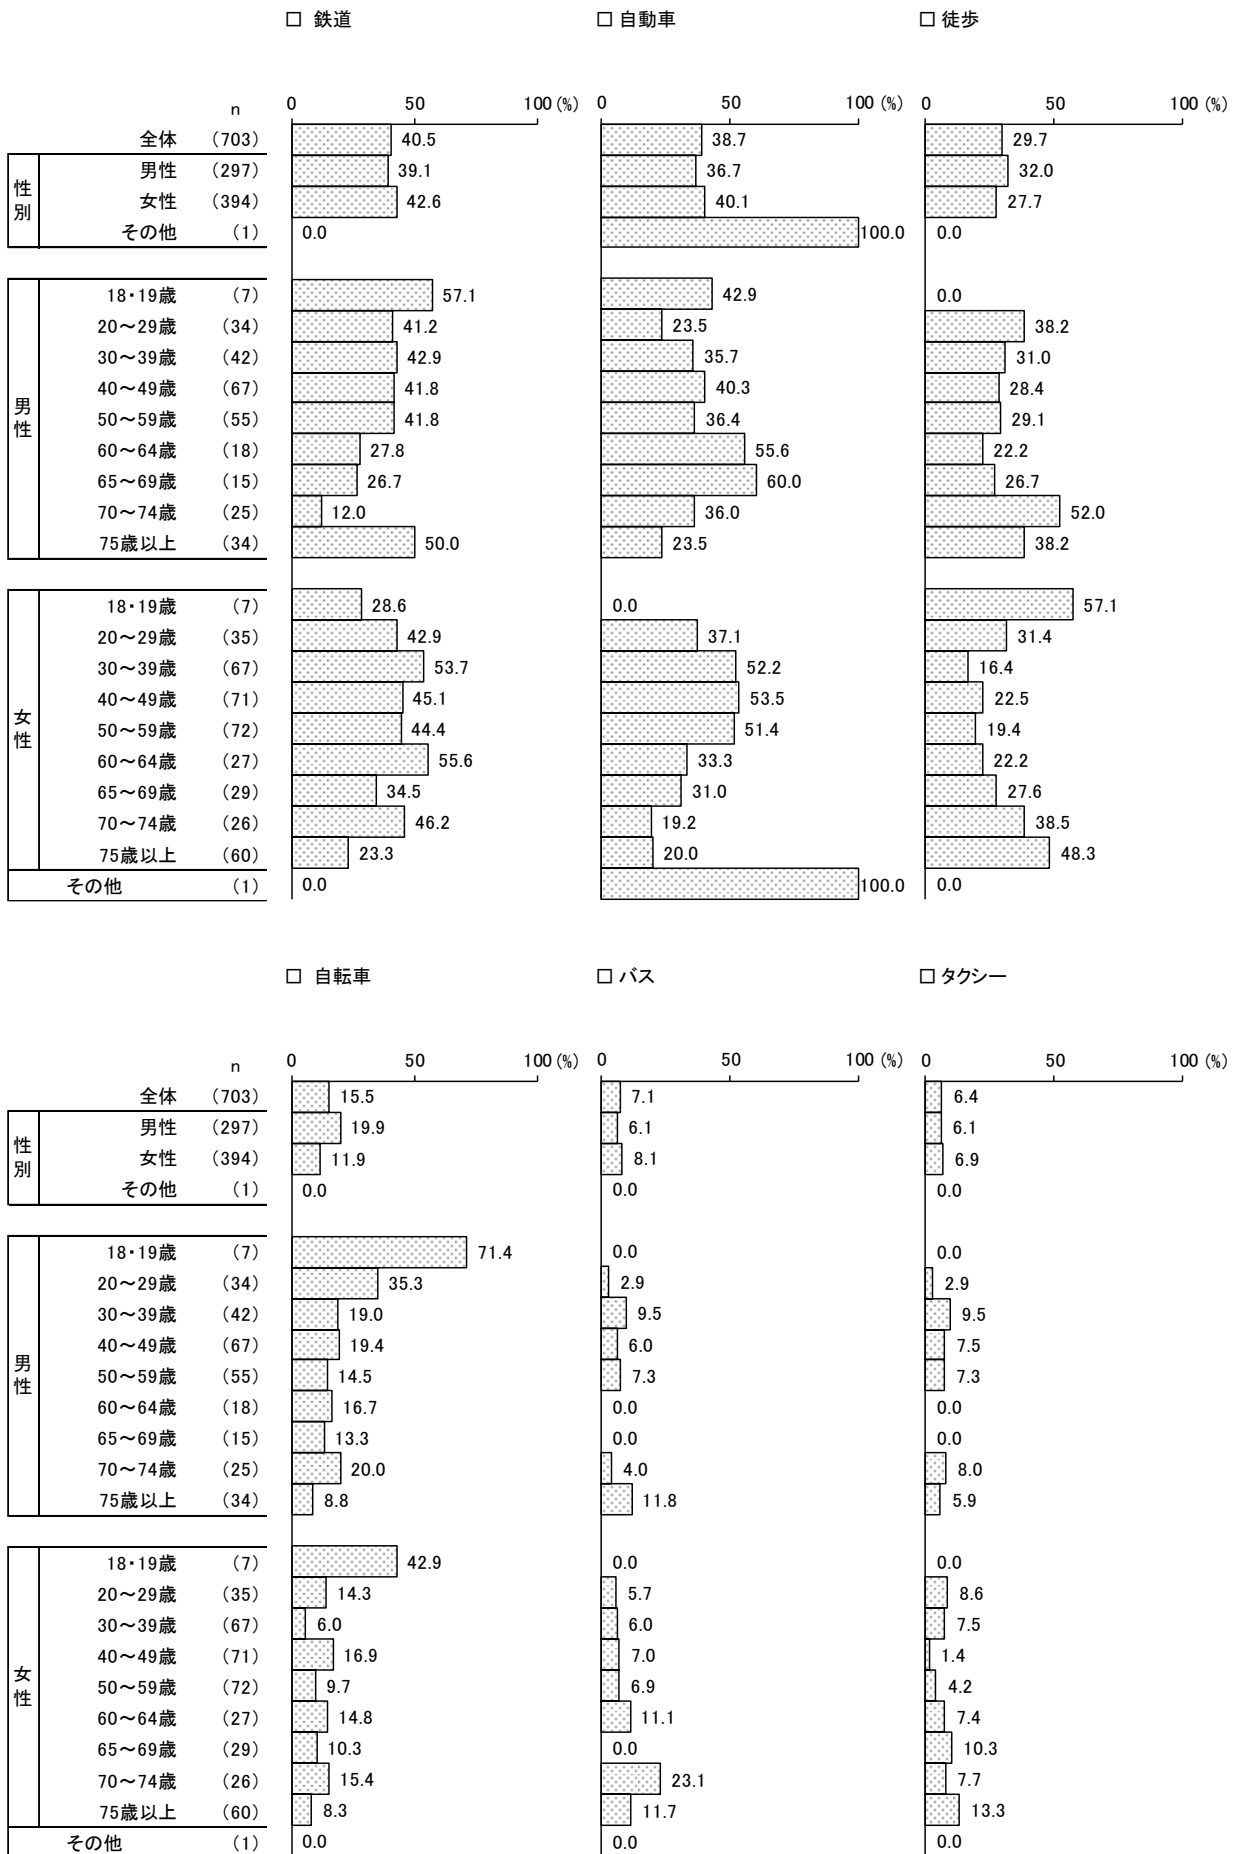 □ 鉄道 □ 自動車 □ 徒歩
n 0 50 100 (%) 0 50 100 (%) 0 50 100 (%)
全体 (703) 40.5 38.7 29.7
性別
男性 (297) 39.1 36.7 32.0
女性 (394) 42.6 40.1 27.7
その他 (1) 0.0 100.0 0.0
男性
18・19歳 (7) 57.1 42.9 0.0
20～29歳 (34) 41.2 23.5 38.2
30～39歳 (42) 42.9 35.7 31.0
40～49歳 (67) 41.8 40.3 28.4
50～59歳 (55) 41.8 36.4 29.1
60～64歳 (18) 27.8 55.6 22.2
65～69歳 (15) 26.7 60.0 26.7
70～74歳 (25) 12.0 36.0 52.0
75歳以上 (34) 50.0 23.5 38.2
女性
18・19歳 (7) 28.6 0.0 57.1
20～29歳 (35) 42.9 37.1 31.4
30～39歳 (67) 53.7 52.2 16.4
40～49歳 (71) 45.1 53.5 22.5
50～59歳 (72) 44.4 51.4 19.4
60～64歳 (27) 55.6 33.3 22.2
65～69歳 (29) 34.5 31.0 27.6
70～74歳 (26) 46.2 19.2 38.5
75歳以上 (60) 23.3 20.0 48.3
その他 (1) 0.0 100.0 0.0
□ 自転車 □ バス □ タクシー
n 0 50 100 (%) 0 50 100 (%) 0 50 100 (%)
全体 (703) 15.5 7.1 6.4
性別
男性 (297) 19.9 6.1 6.1
女性 (394) 11.9 8.1 6.9
その他 (1) 0.0 0.0 0.0
男性
18・19歳 (7) 71.4 0.0 0.0
20～29歳 (34) 35.3 2.9 2.9
30～39歳 (42) 19.0 9.5 9.5
40～49歳 (67) 19.4 6.0 7.5
50～59歳 (55) 14.5 7.3 7.3
60～64歳 (18) 16.7 0.0 0.0
65～69歳 (15) 13.3 0.0 0.0
70～74歳 (25) 20.0 4.0 8.0
75歳以上 (34) 8.8 11.8 5.9
女性
18・19歳 (7) 42.9 0.0 0.0
20～29歳 (35) 14.3 5.7 8.6
30～39歳 (67) 6.0 6.0 7.5
40～49歳 (71) 16.9 7.0 1.4
50～59歳 (72) 9.7 6.9 4.2
60～64歳 (27) 14.8 11.1 7.4
65～69歳 (29) 10.3 0.0 10.3
70～74歳 (26) 15.4 23.1 7.7
75歳以上 (60) 8.3 11.7 13.3
その他 (1) 0.0 0.0 0.0